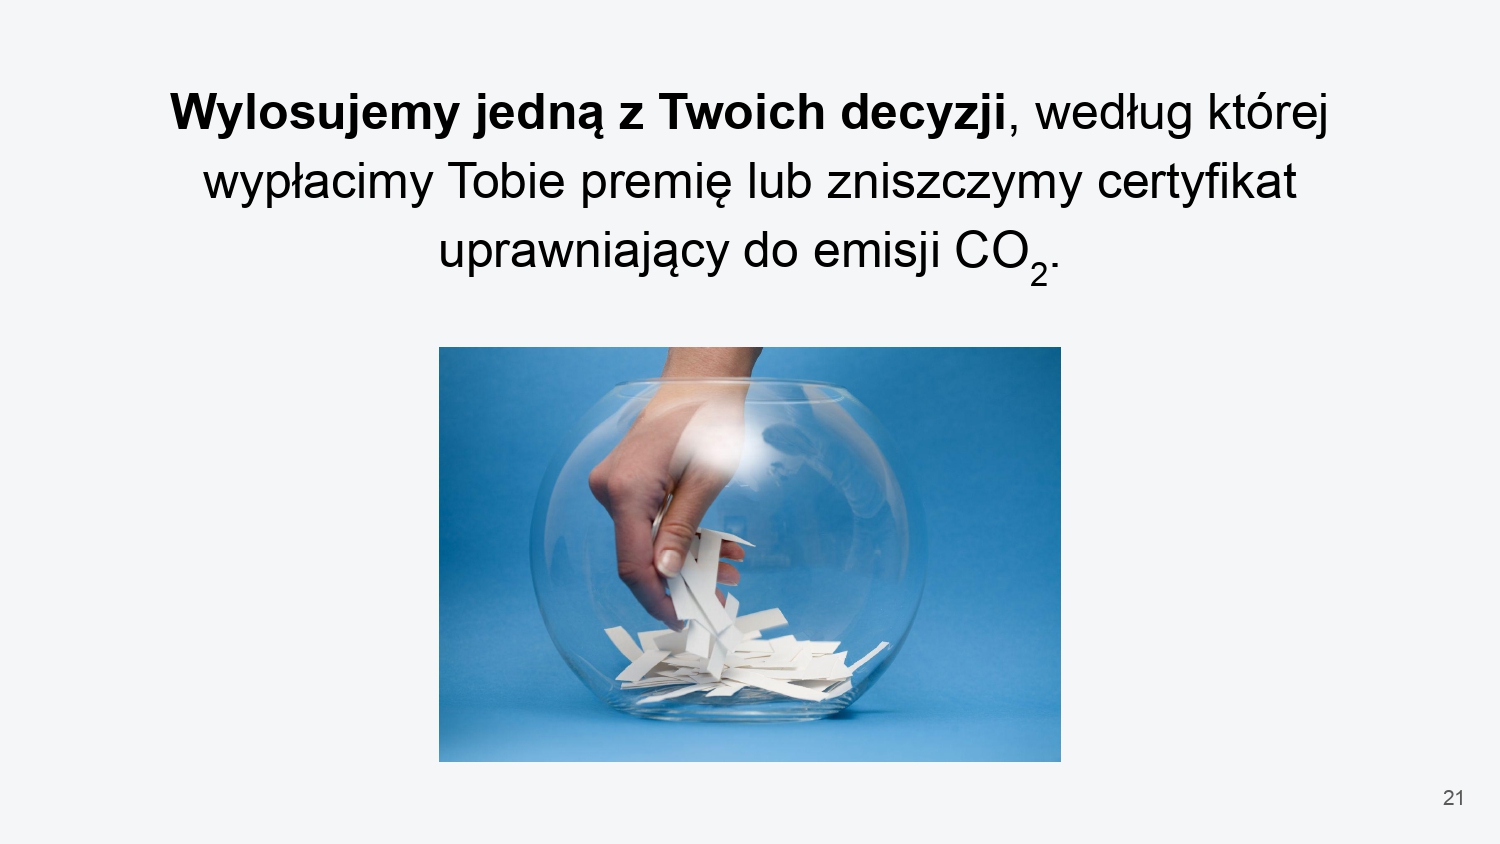 Wylosujemy jedną z Twoich decyzji, według której
wypłacimy Tobie premię lub zniszczymy certyfikat
uprawniający do emisji CO₂.
21